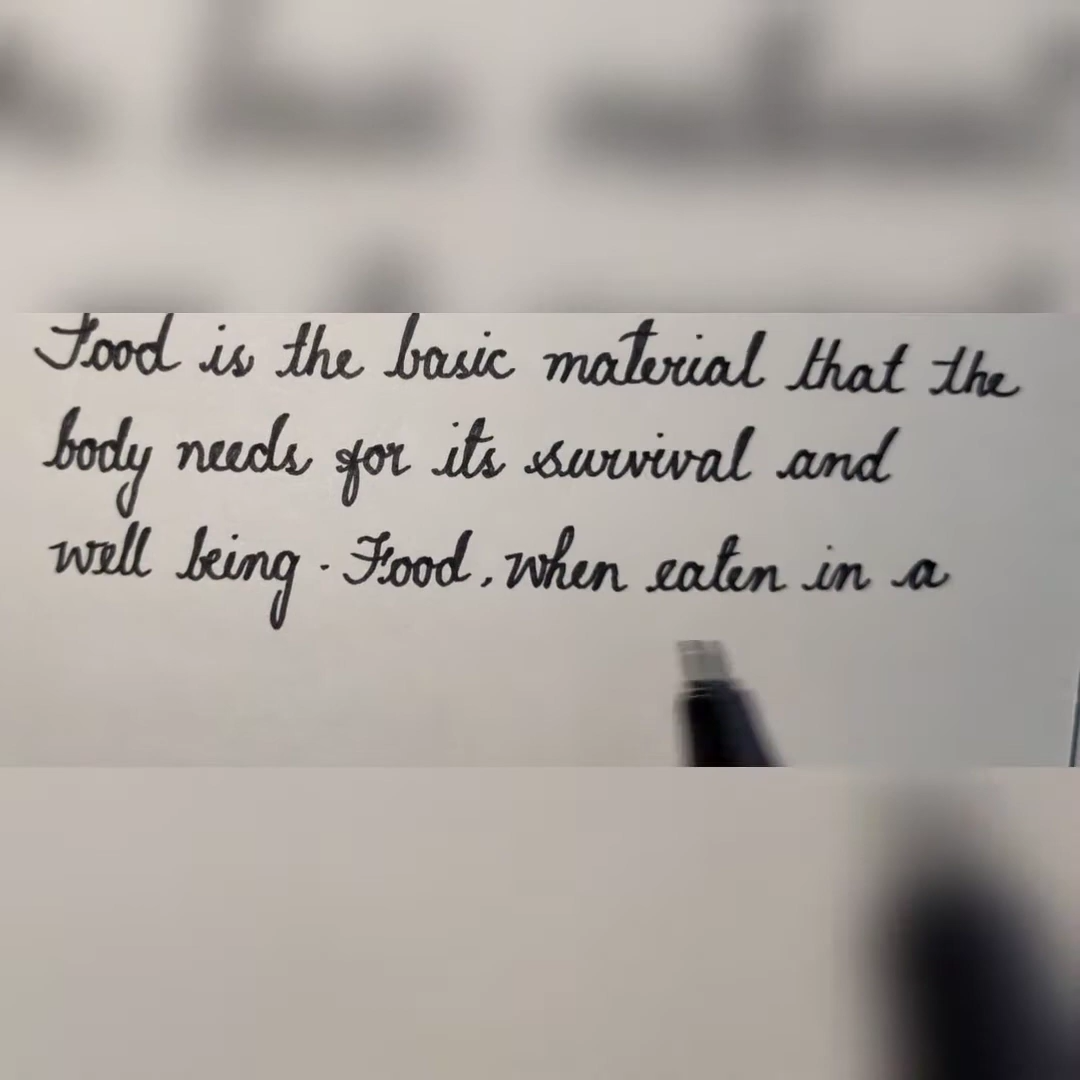 Food is the basic material that the
body needs for its survival and
well being. Food, when eaten in a